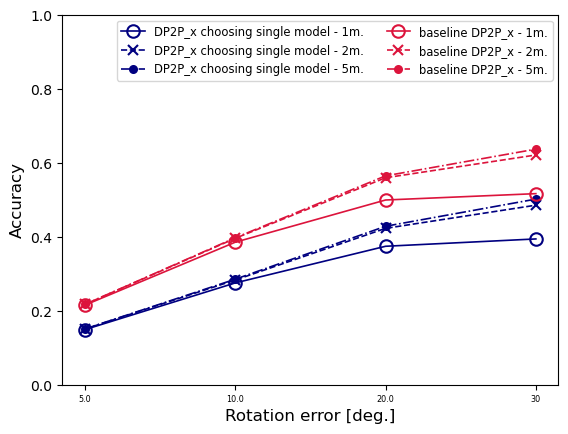 1.0
0.8
0.6
0.4
0.2
0.0
Accuracy
DP2P_x choosing single model - 1m.
DP2P_x choosing single model - 2m.
DP2P_x choosing single model - 5m.
baseline DP2P_x - 1m.
baseline DP2P_x - 2m.
baseline DP2P_x - 5m.
5.0 10.0 20.0 30
Rotation error [deg.]